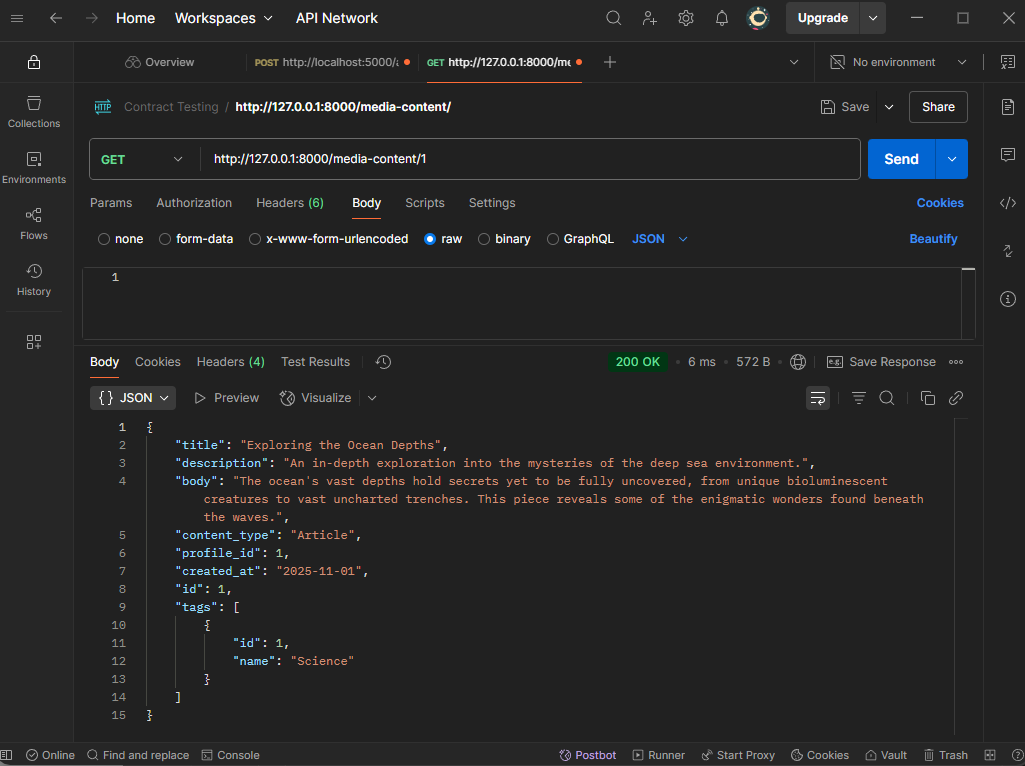 Home Workspaces API Network Upgrade
Overview POST http://localhost:5000/a GET http://127.0.0.1:8000/me No environment
Collections
Environments
Flows
History
HTTP Contract Testing / http://127.0.0.1:8000/media-content/ Save Share
GET http://127.0.0.1:8000/media-content/1 Send
Params Authorization Headers (6) Body Scripts Settings Cookies
none form-data x-www-form-urlencoded raw binary GraphQL JSON Beautify
1
Body Cookies Headers (4) Test Results 200 OK • 6 ms • 572 B • e.g. Save Response
{} JSON Preview Visualize
1 {
2 "title": "Exploring the Ocean Depths",
3 "description": "An in-depth exploration into the mysteries of the deep sea environment.",
4 "body": "The ocean's vast depths hold secrets yet to be fully uncovered, from unique bioluminescent
creatures to vast uncharted trenches. This piece reveals some of the enigmatic wonders found beneath
the waves.",
5 "content_type": "Article",
6 "profile_id": 1,
7 "created_at": "2025-11-01",
8 "id": 1,
9 "tags": [
10 {
11 "id": 1,
12 "name": "Science"
13 }
14 ]
15 }
Online Find and replace Console Postbot Runner Start Proxy Cookies Vault Trash